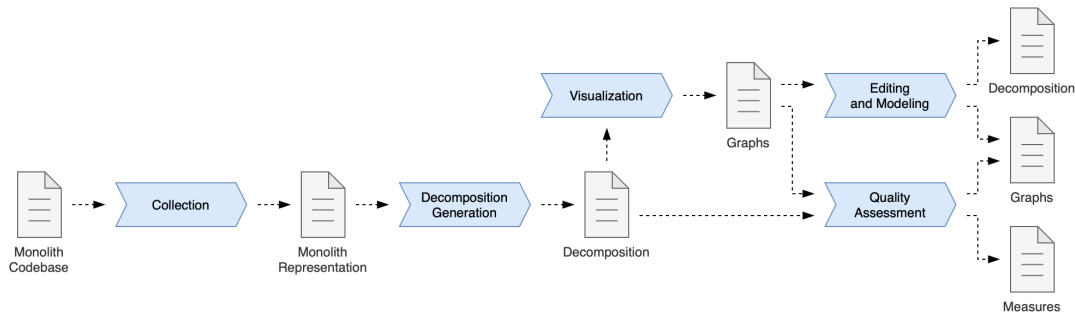 Monolith
Codebase
Collection
Monolith
Representation
Decomposition
Generation
Decomposition
Visualization
Graphs
Editing
and Modeling
Quality
Assessment
Decomposition
Graphs
Measures